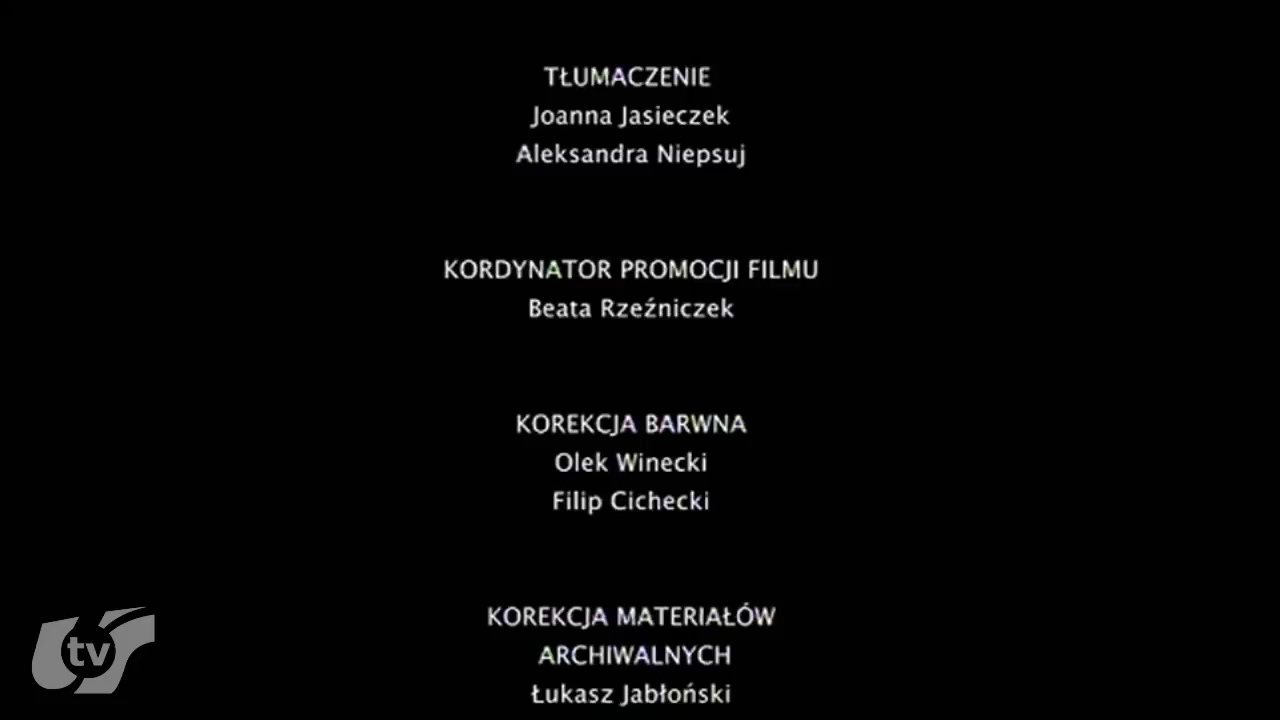 TŁUMACZENIE
Joanna Jasieczek
Aleksandra Niepsuj
KORDYNATOR PROMOCJI FILMU
Beata Rzeźniczek
KOREKCJA BARWNA
Olek Winecki
Filip Cichecki
KOREKCJA MATERIAŁÓW
ARCHIWALNYCH
Łukasz Jabłoński
tv